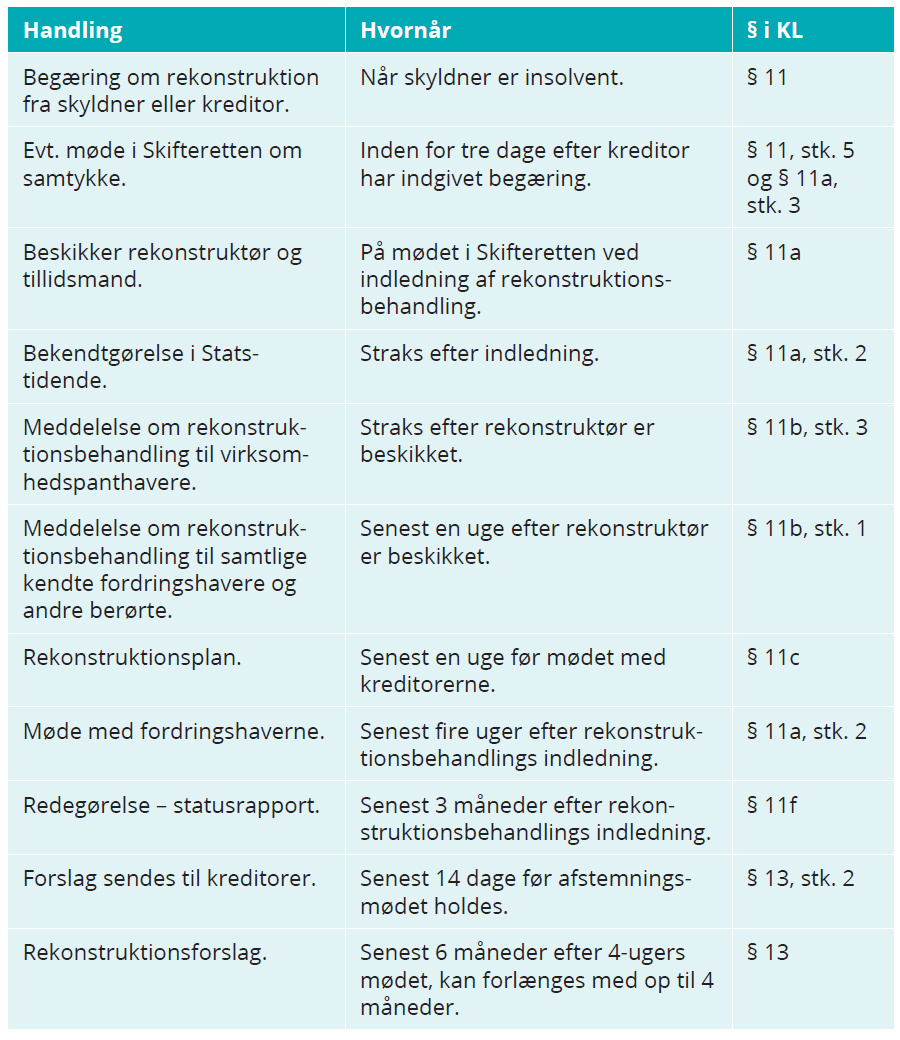 Handling Hvornår § i KL
Begæring om rekonstruktion Når skyldner er insolvent. § 11
fra skyldner eller kreditor.
Evt. møde i Skifteretten om Inden for tre dage efter kreditor § 11, stk. 5
samtykke. har indgivet begæring. og § 11a,
stk. 3
Beskikker rekonstruktør og På mødet i Skifteretten ved § 11a
tillidsmand. indledning af rekonstruktions-
behandling.
Bekendtgørelse i Stats- Straks efter indledning. § 11a, stk. 2
tidende.
Meddelelse om rekonstruk- Straks efter rekonstruktør er § 11b, stk. 3
tionsbehandling til virksom- beskikket.
hedspanthavere.
Meddelelse om rekonstruk- Senest en uge efter rekonstruktør § 11b, stk. 1
tionsbehandling til samtlige er beskikket.
kendte fordringshavere og
andre berørte.
Rekonstruktionsplan. Senest en uge før mødet med § 11c
kreditorerne.
Møde med fordringshaverne. Senest fire uger efter rekonstruk- § 11a, stk. 2
tionsbehandlings indledning.
Redegørelse – statusrapport. Senest 3 måneder efter rekon- § 11f
struktionsbehandlings indledning.
Forslag sendes til kreditorer. Senest 14 dage før afstemnings- § 13, stk. 2
mødet holdes.
Rekonstruktionsforslag. Senest 6 måneder efter 4-ugers § 13
mødet, kan forlænges med op til 4
måneder.